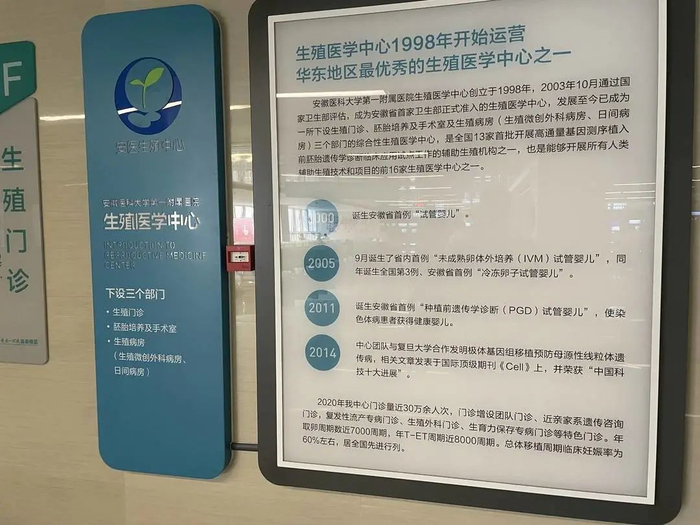 F
生殖门诊
安医生殖中心
安徽医科大学第一附属医院
生殖医学中心
INTRODUCTION TO
REPRODUCTIVE MEDICINE
CENTER
下设三个部门
· 生殖门诊
· 胚胎培养及手术室
· 生殖病房
（生殖微创外科病房、
日间病房）
生殖医学中心1998年开始运营
华东地区最优秀的生殖医学中心之一
安徽医科大学第一附属医院生殖医学中心创立于1998年，2003年10月通过国
家卫生部评估，成为安徽省首家卫生部正式准入的生殖医学中心，发展至今已成为
一所下设生殖门诊、胚胎培养及手术室及生殖病房（生殖微创外科病房、日间病
房）三个部门的综合性生殖医学中心，是全国13家首批开展高通量基因测序植入
前胚胎遗传学诊断临床应用试点工作的辅助生殖机构之一，也是能够开展所有人类
辅助生殖技术和项目的前16家生殖医学中心之一。
诞生安徽省首例“试管婴儿”。
2005
9月诞生了省内首例“未成熟卵体外培养（IVM）试管婴儿”，同
年诞生全国第3例、安徽省首例“冷冻卵子试管婴儿”。
2011
诞生安徽省首例“种植前遗传学诊断（PGD）试管婴儿”，使染
色体病患者获得健康婴儿。
2014
中心团队与复旦大学合作发明极体基因组移植预防母源性线粒体遗
传病，相关文章发表于国际顶级期刊《Cell》上，并荣获“中国科
技十大进展”。
2020年我中心门诊量近30万余人次，门诊增设团队门诊、近亲家系遗传咨询
门诊，复发性流产专病门诊、生殖外科门诊、生育力保存专病门诊等特色门诊。年
取卵周期数近7000周期，年T-ET周期近8000周期。总体移植周期临床妊娠率为
60%左右，居全国先进行列。